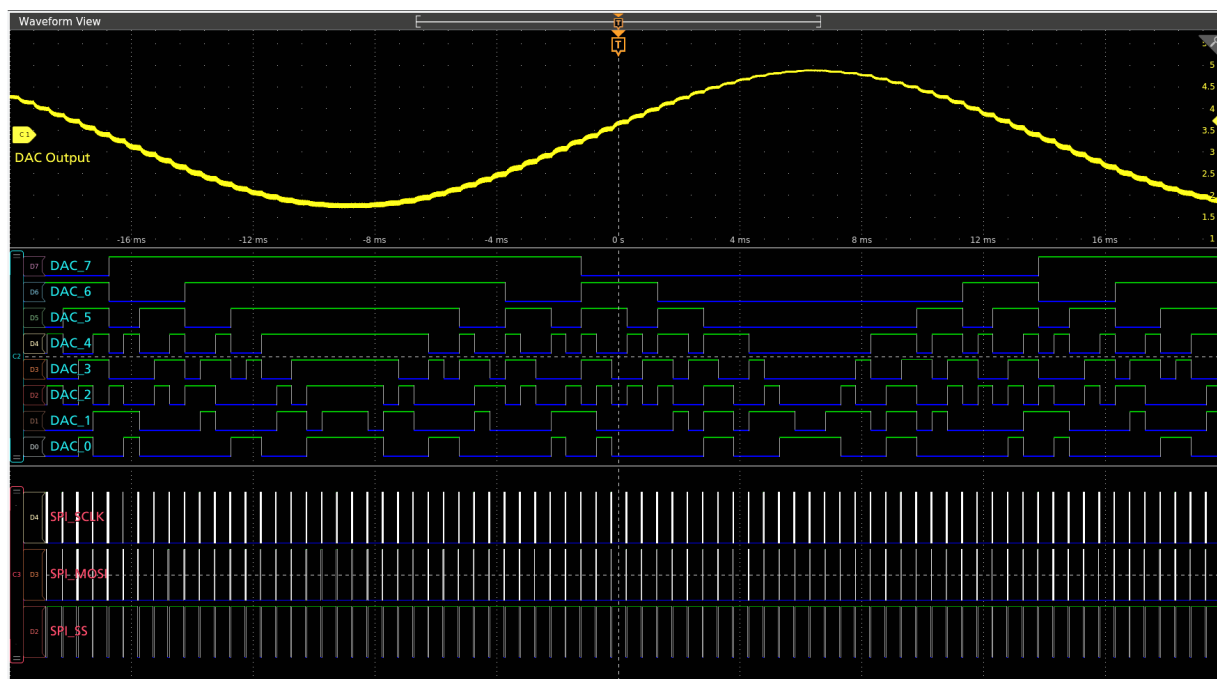 Waveform View
T
T
5
4.5
4
C 1
3.5
DAC Output
3
2.5
2
1.5
-16 ms -12 ms -8 ms -4 ms 0 s 4 ms 8 ms 12 ms 16 ms 1
D7 DAC_7
D6 DAC_6
D5 DAC_5
D4 DAC_4
C2
D3 DAC_3
D2 DAC_2
D1 DAC_1
D0 DAC_0
D4 SPI_SCLK
C3 D3 SPI_MOSI
D2 SPI_SS